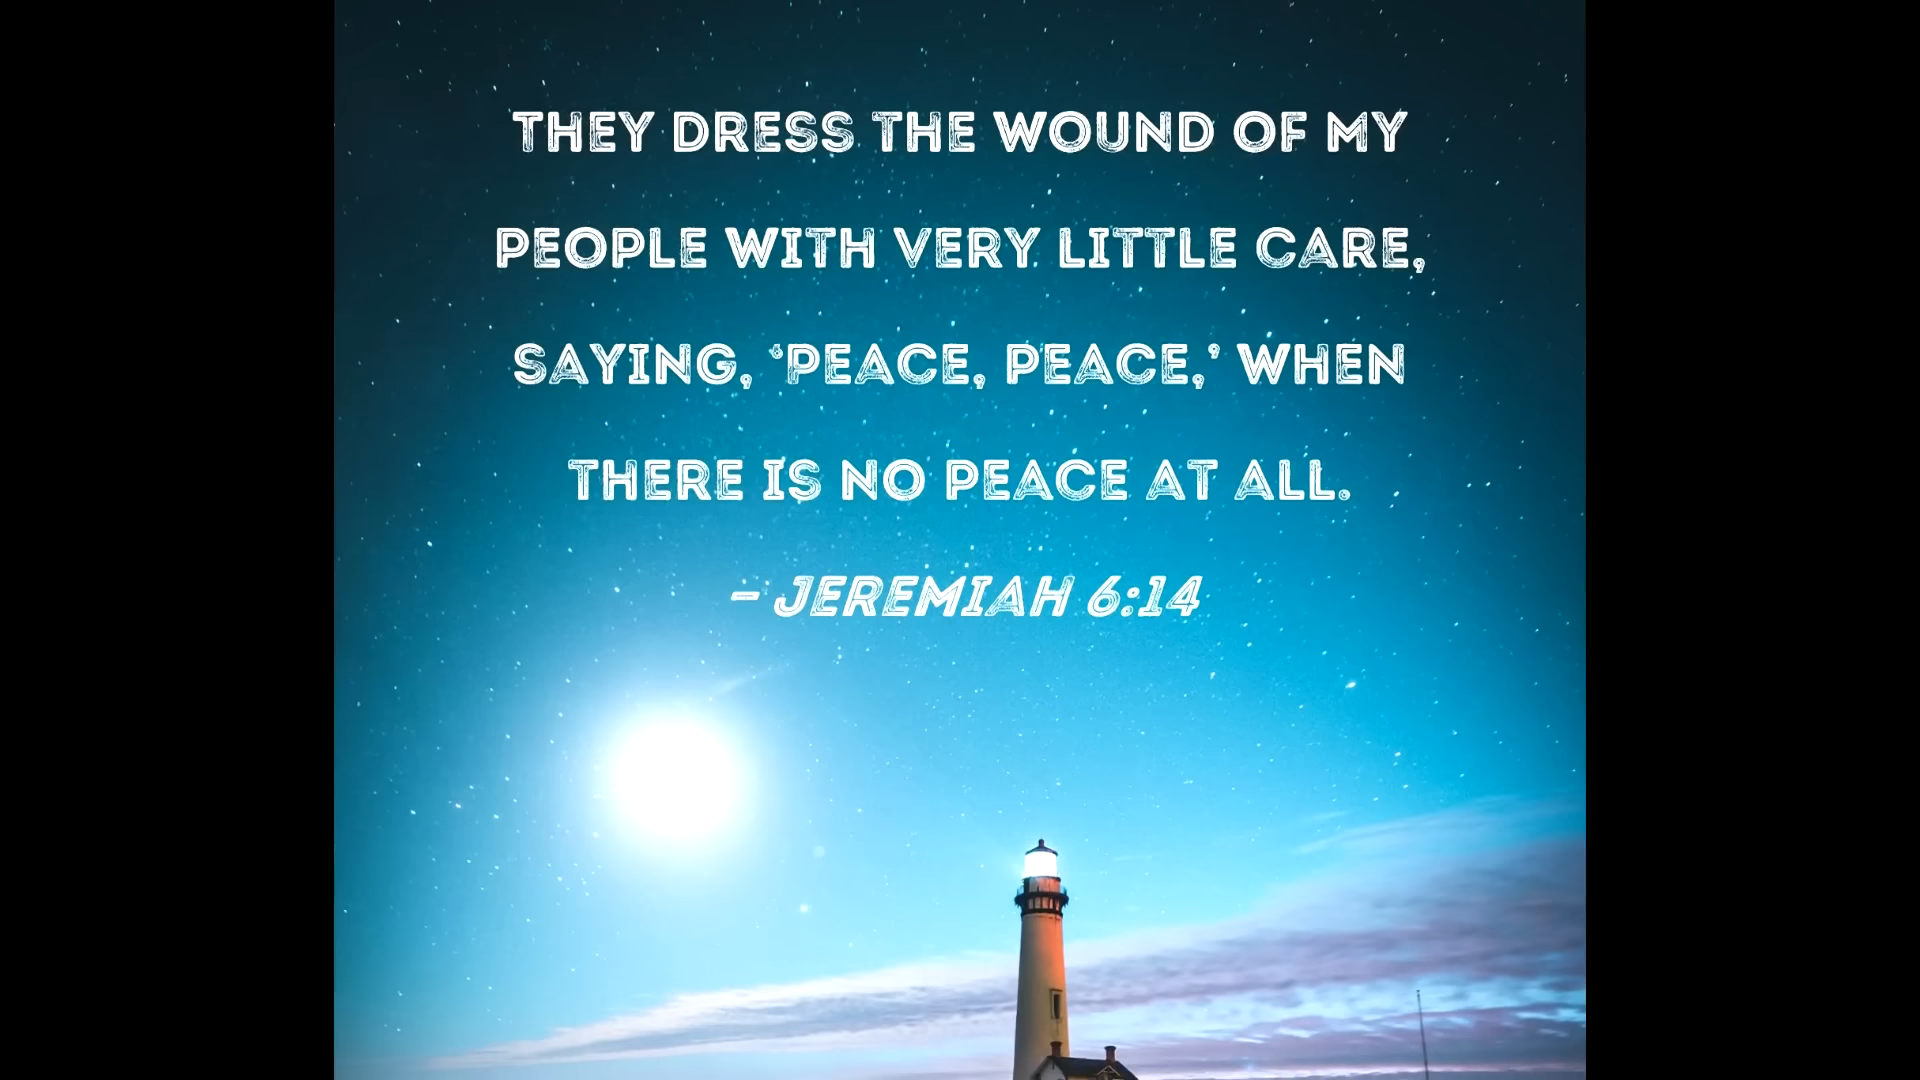 THEY DRESS THE WOUND OF MY
PEOPLE WITH VERY LITTLE CARE,
SAYING, ‘PEACE, PEACE,’ WHEN
THERE IS NO PEACE AT ALL.
– JEREMIAH 6:14